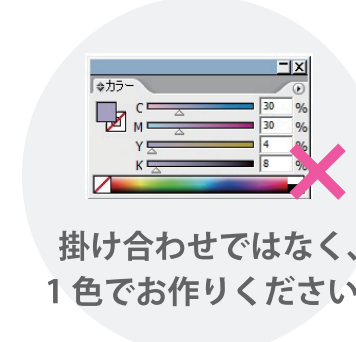 カラー
C 30 %
M 30 %
Y 4 %
K 8 %
掛け合わせではなく、
1色でお作りください